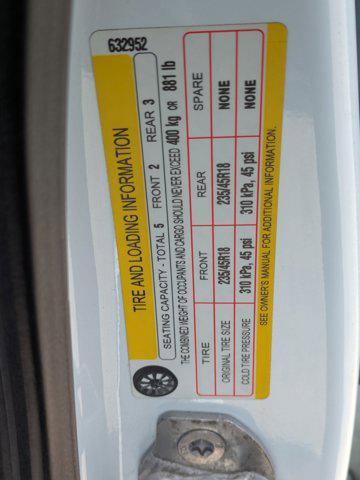 632952
TIRE AND LOADING INFORMATION
SEATING CAPACITY - TOTAL 5 FRONT 2 REAR 3
THE COMBINED WEIGHT OF OCCUPANTS AND CARGO SHOULD NEVER EXCEED 400 kg OR 881 lb
TIRE FRONT REAR SPARE
ORIGINAL TIRE SIZE 235/45R18 235/45R18 NONE
COLD TIRE PRESSURE 310 kPa, 45 psi 310 kPa, 45 psi NONE
SEE OWNER'S MANUAL FOR ADDITIONAL INFORMATION